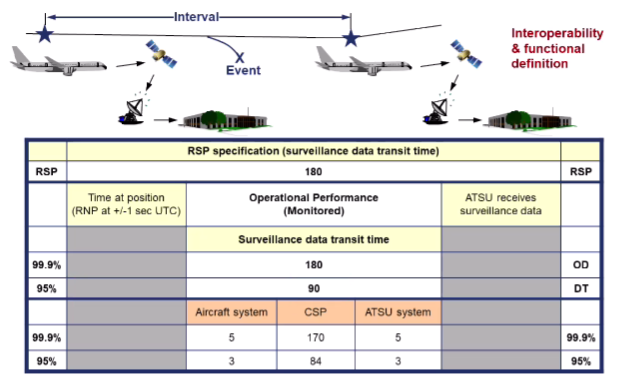 Interval
Interoperability
& functional
definition
X
Event
RSP specification (surveillance data transit time)
RSP 180 RSP
Time at position
(RNP at +/-1 sec UTC)
Operational Performance
(Monitored)
ATSU receives
surveillance data
Surveillance data transit time
99.9% 180 OD
95% 90 DT
Aircraft system CSP ATSU system
99.9% 5 170 5 99.9%
95% 3 84 3 95%